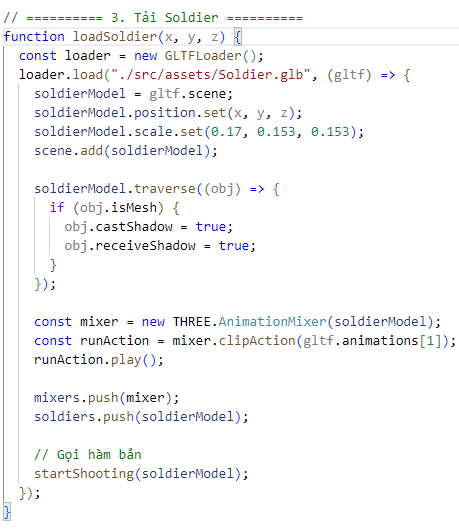 // ========== 3. Tải Soldier ==========
function loadSoldier(x, y, z) {
const loader = new GLTFLoader();
loader.load("./src/assets/Soldier.glb", (gltf) => {
soldierModel = gltf.scene;
soldierModel.position.set(x, y, z);
soldierModel.scale.set(0.17, 0.153, 0.153);
scene.add(soldierModel);
soldierModel.traverse((obj) => {
if (obj.isMesh) {
obj.castShadow = true;
obj.receiveShadow = true;
}
});
const mixer = new THREE.AnimationMixer(soldierModel);
const runAction = mixer.clipAction(gltf.animations[1]);
runAction.play();
mixers.push(mixer);
soldiers.push(soldierModel);
// Gọi hàm bắn
startShooting(soldierModel);
});
}